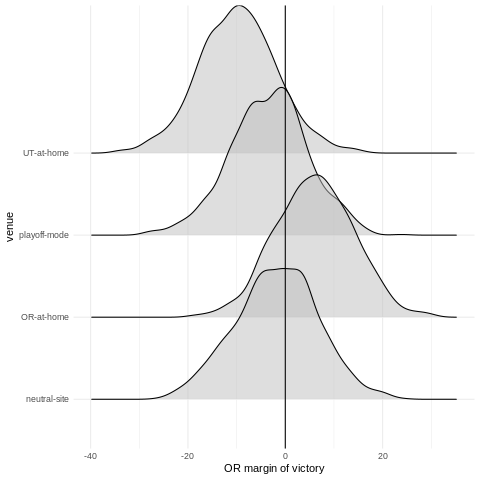 UT-at-home
playoff-mode
OR-at-home
neutral-site
venue
-40 -20 0 20
OR margin of victory